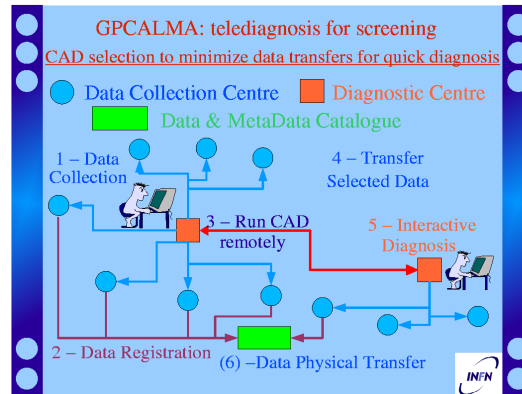 GPCALMA: telediagnosis for screening
CAD selection to minimize data transfers for quick diagnosis
Data Collection Centre
Diagnostic Centre
Data & MetaData Catalogue
1 – Data
Collection
4 – Transfer
Selected Data
3 – Run CAD
remotely
5 – Interactive
Diagnosis
2 – Data Registration
(6) –Data Physical Transfer
INFN